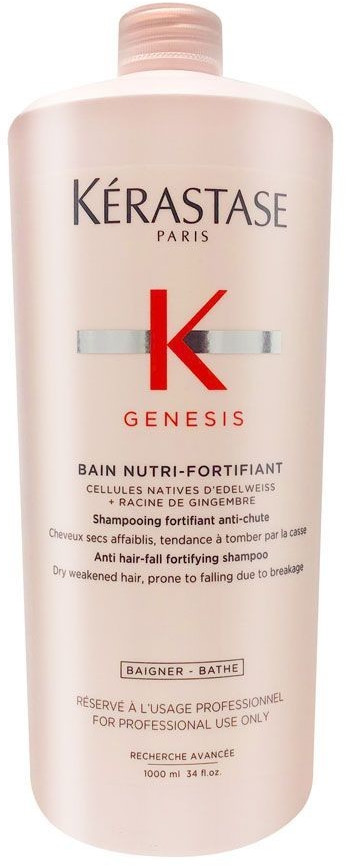 KÉRASTASE
PARIS
K
GENESIS
BAIN NUTRI-FORTIFIANT
CELLULES NATIVES D'EDELWEISS
+ RACINE DE GINGEMBRE
Shampooing fortifiant anti-chute
Cheveux secs affaiblis, tendance à tomber par la casse
Anti hair-fall fortifying shampoo
Dry weakened hair, prone to falling due to breakage
BAIGNER - BATHE
RÉSERVÉ À L'USAGE PROFESSIONNEL
FOR PROFESSIONAL USE ONLY
RECHERCHE AVANCÉE
1000 ml 34 fl.oz.